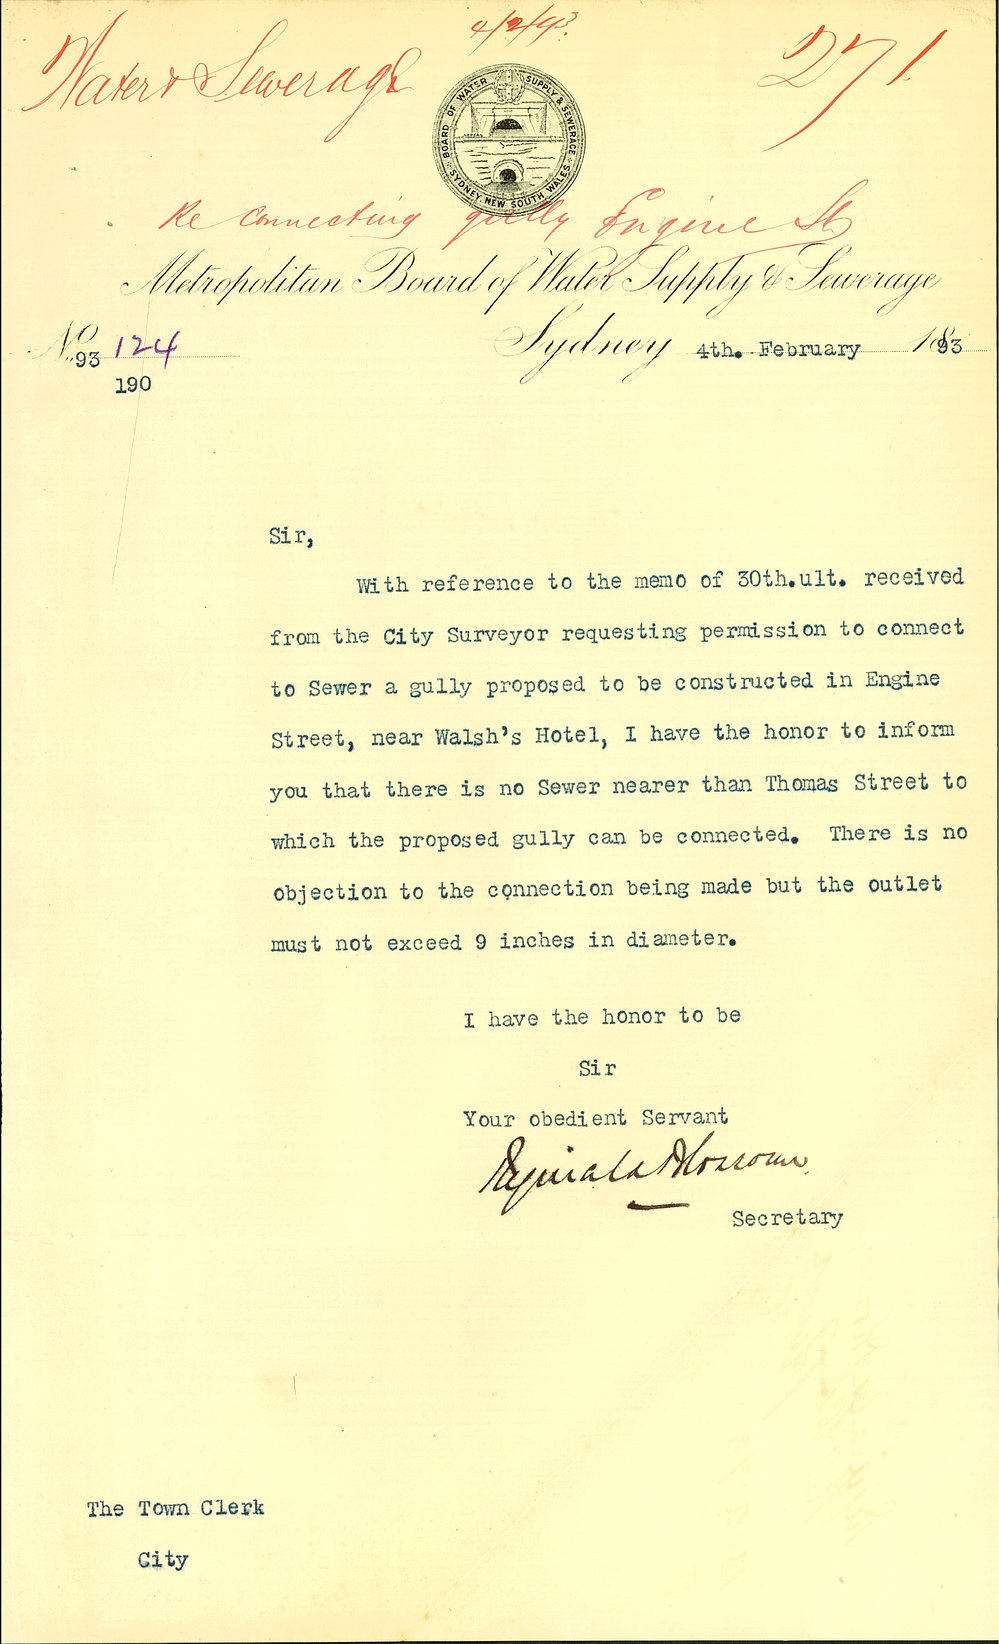 4/2/93.
Water & Sewerage
271
BOARD OF WATER SUPPLY & SEWERAGE
SYDNEY, NEW SOUTH WALES
Re Connecting gully Engine St
Metropolitan Board of Water Supply & Sewerage
No. 93 124
190
Sydney 4th. February 1893
Sir,
With reference to the memo of 30th.ult. received
from the City Surveyor requesting permission to connect
to Sewer a gully proposed to be constructed in Engine
Street, near Walsh's Hotel, I have the honor to inform
you that there is no Sewer nearer than Thomas Street to
which the proposed gully can be connected. There is no
objection to the connection being made but the outlet
must not exceed 9 inches in diameter.
I have the honor to be
Sir
Your obedient Servant
Secretary
The Town Clerk
City